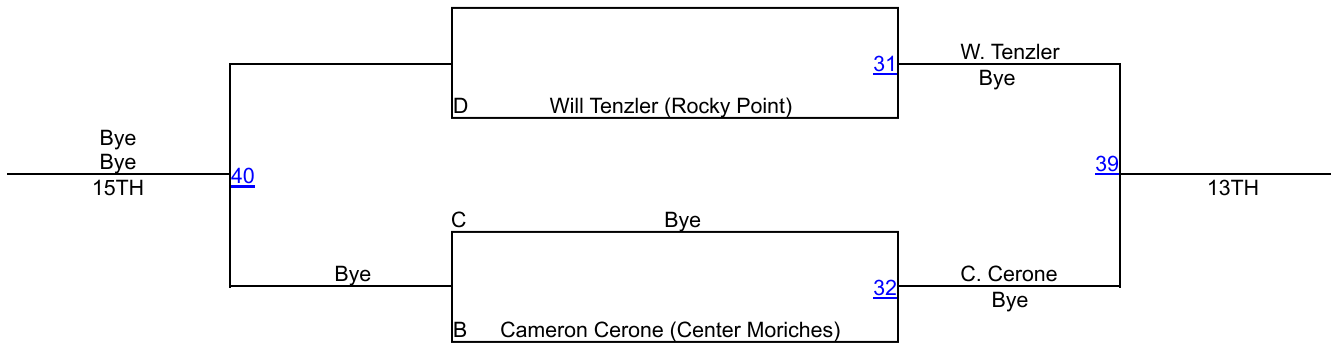 31
W. Tenzler
Bye
D Will Tenzler (Rocky Point)
Bye
Bye
15TH
40
39
13TH
C Bye
Bye
32
C. Cerone
Bye
B Cameron Cerone (Center Moriches)